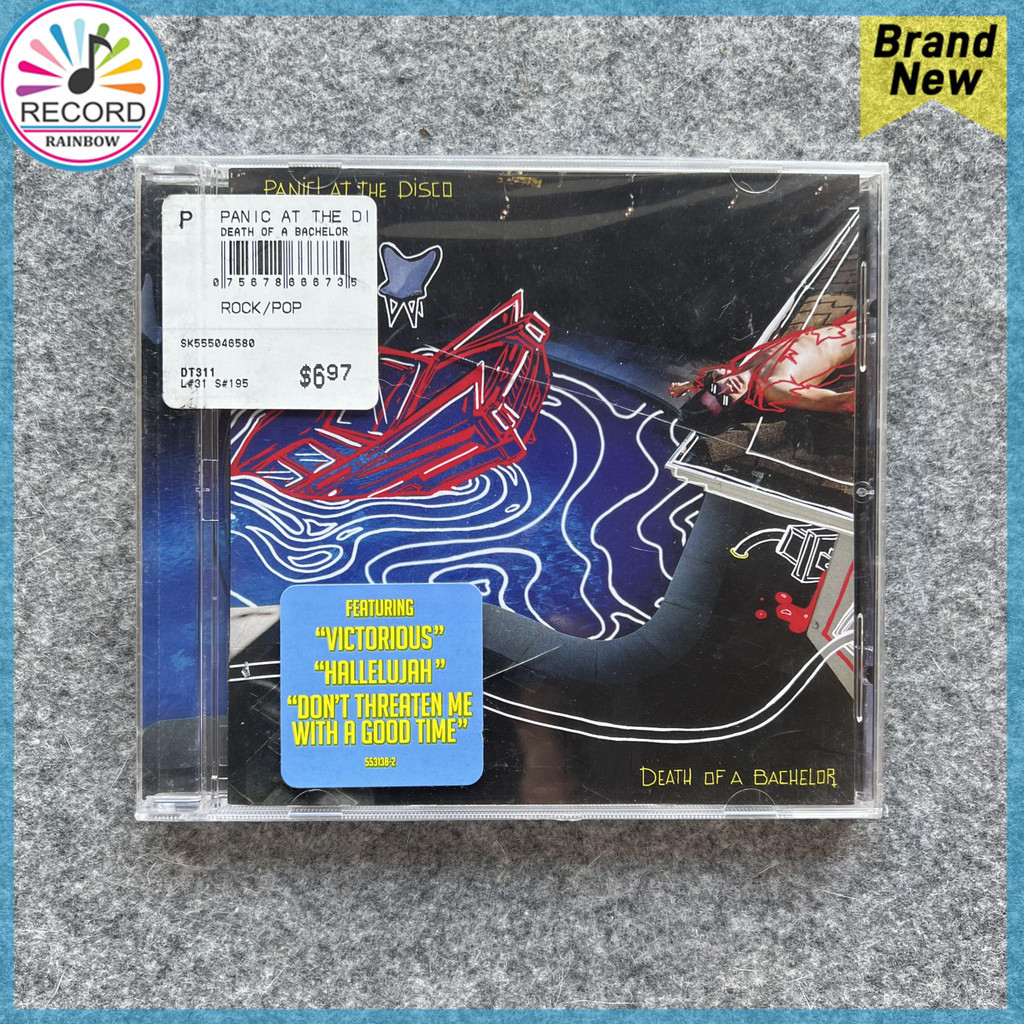 RECORD
RAINBOW
Brand
New
PANIC! AT THE DISCO
P PANIC AT THE DI
DEATH OF A BACHELOR
0 75678 66673 5
ROCK/POP
SK555046580
DT311
L#31 S#195
$6.97
FEATURING
“VICTORIOUS”
“HALLELUJAH”
“DON'T THREATEN ME
WITH A GOOD TIME”
553138-2
DEATH OF A BACHELOR